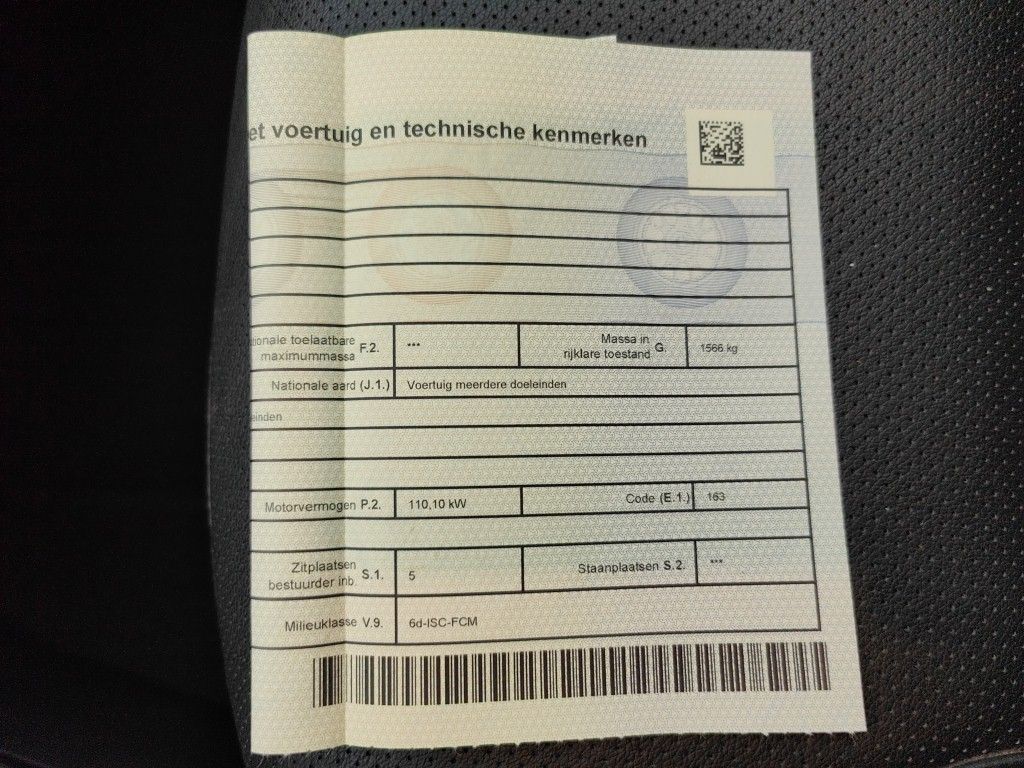 et voertuig en technische kenmerken
ionale toelaatbare maximummassa F.2. *** Massa in rijklare toestand G. 1566 kg
Nationale aard (J.1.) Voertuig meerdere doeleinden
einden
Motorvermogen P.2. 110,10 kW Code (E.1.) 163
Zitplaatsen bestuurder inb. S.1. 5 Staanplaatsen S.2. ***
Milieuklasse V.9. 6d-ISC-FCM